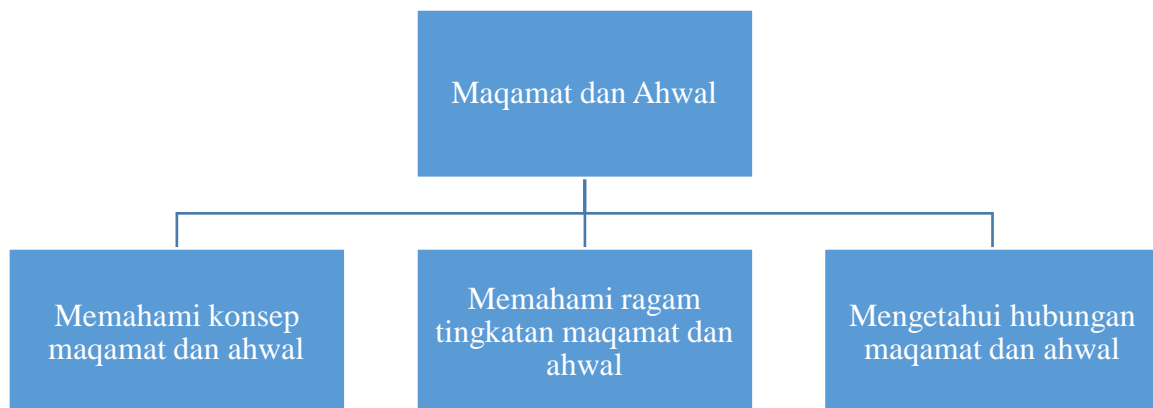 Maqamat dan Ahwal
Memahami konsep
maqamat dan ahwal
Memahami ragam
tingkatan maqamat dan
ahwal
Mengetahui hubungan
maqamat dan ahwal